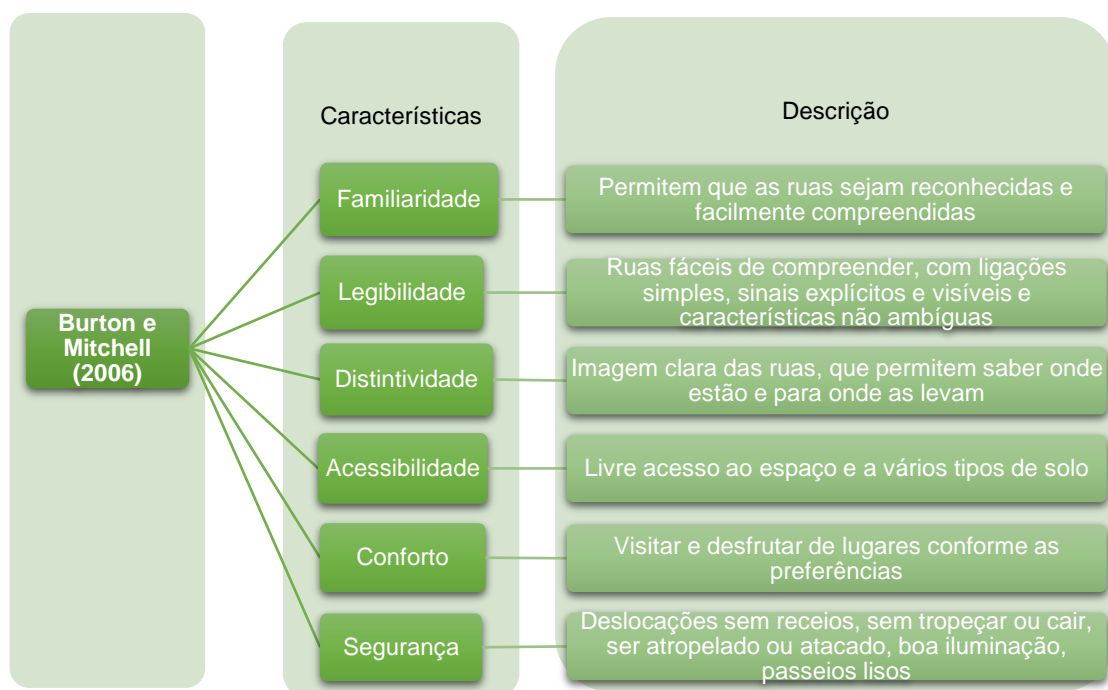 Características
Descrição
Burton e
Mitchell
(2006)
Familiaridade
Permitem que as ruas sejam reconhecidas e
facilmente compreendidas
Legibilidade
Ruas fáceis de compreender, com ligações
simples, sinais explícitos e visíveis e
características não ambíguas
Distintividade
Imagem clara das ruas, que permitem saber onde
estão e para onde as levam
Acessibilidade
Livre acesso ao espaço e a vários tipos de solo
Conforto
Visitar e desfrutar de lugares conforme as
preferências
Segurança
Deslocações sem receios, sem tropeçar ou cair,
ser atropelado ou atacado, boa iluminação,
passeios lisos